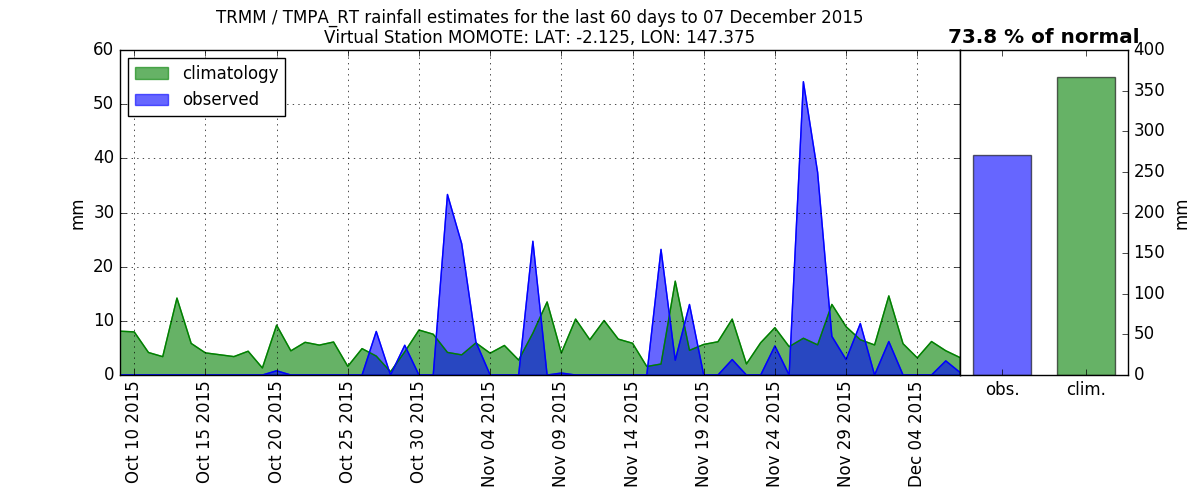 TRMM / TMPA_RT rainfall estimates for the last 60 days to 07 December 2015
Virtual Station MOMOTE: LAT: -2.125, LON: 147.375
73.8 % of normal
climatology
observed
60
50
40
30
20
10
0
mm
Oct 10 2015
Oct 15 2015
Oct 20 2015
Oct 25 2015
Oct 30 2015
Nov 04 2015
Nov 09 2015
Nov 14 2015
Nov 19 2015
Nov 24 2015
Nov 29 2015
Dec 04 2015
obs.
clim.
400
350
300
250
200
150
100
50
0
mm